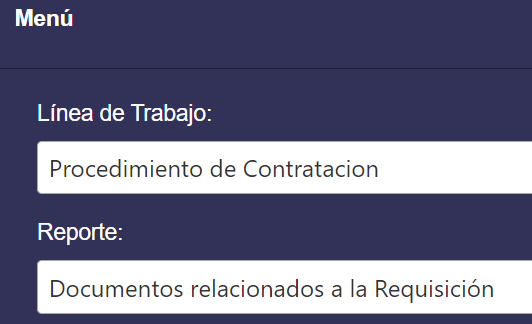 Menú
Línea de Trabajo:
Procedimiento de Contratacion
Reporte:
Documentos relacionados a la Requisición